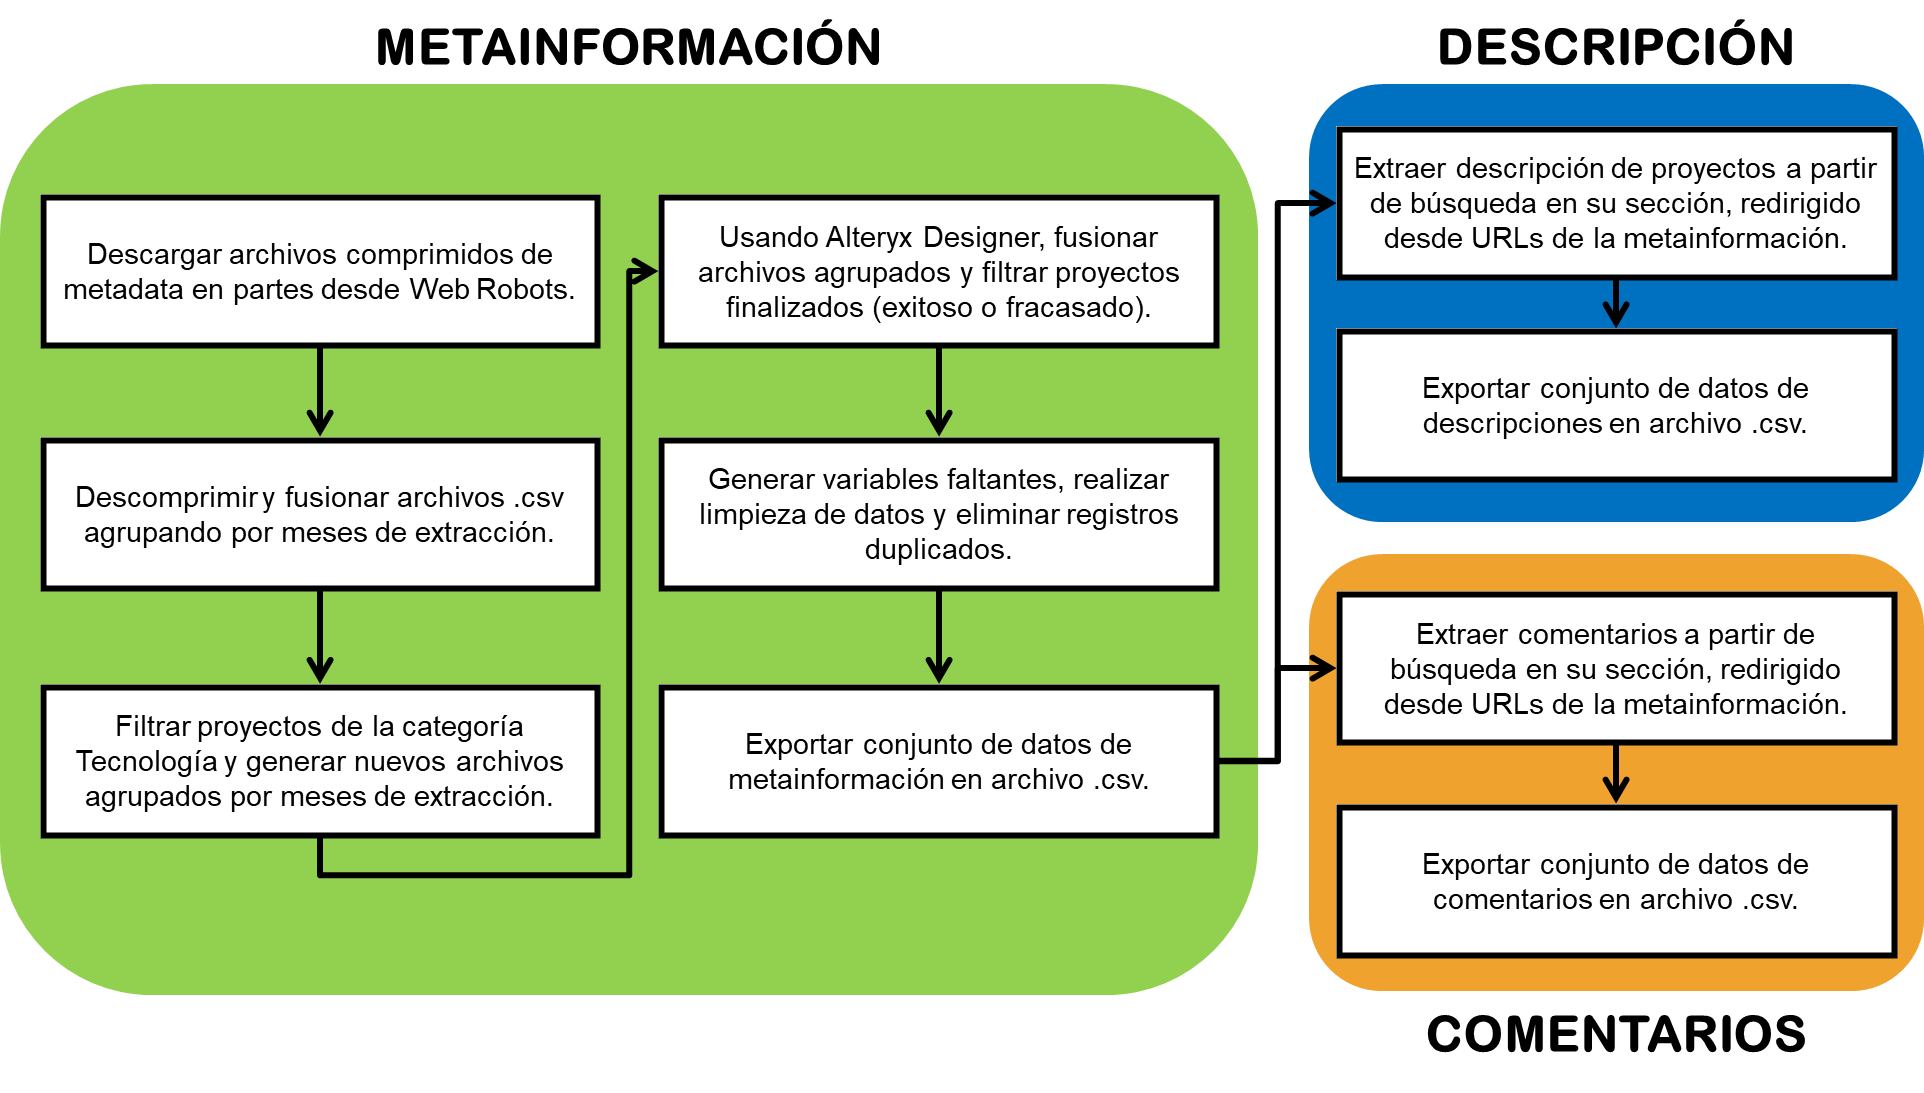 METAINFORMACIÓN
Descargar archivos comprimidos de
metadata en partes desde Web Robots.
Descomprimir y fusionar archivos .csv
agrupando por meses de extracción.
Filtrar proyectos de la categoría
Tecnología y generar nuevos archivos
agrupados por meses de extracción.
Usando Alteryx Designer, fusionar
archivos agrupados y filtrar proyectos
finalizados (exitoso o fracasado).
Generar variables faltantes, realizar
limpieza de datos y eliminar registros
duplicados.
Exportar conjunto de datos de
metainformación en archivo .csv.
DESCRIPCIÓN
Extraer descripción de proyectos a partir
de búsqueda en su sección, redirigido
desde URLs de la metainformación.
Exportar conjunto de datos de
descripciones en archivo .csv.
Extraer comentarios a partir de
búsqueda en su sección, redirigido
desde URLs de la metainformación.
Exportar conjunto de datos de
comentarios en archivo .csv.
COMENTARIOS